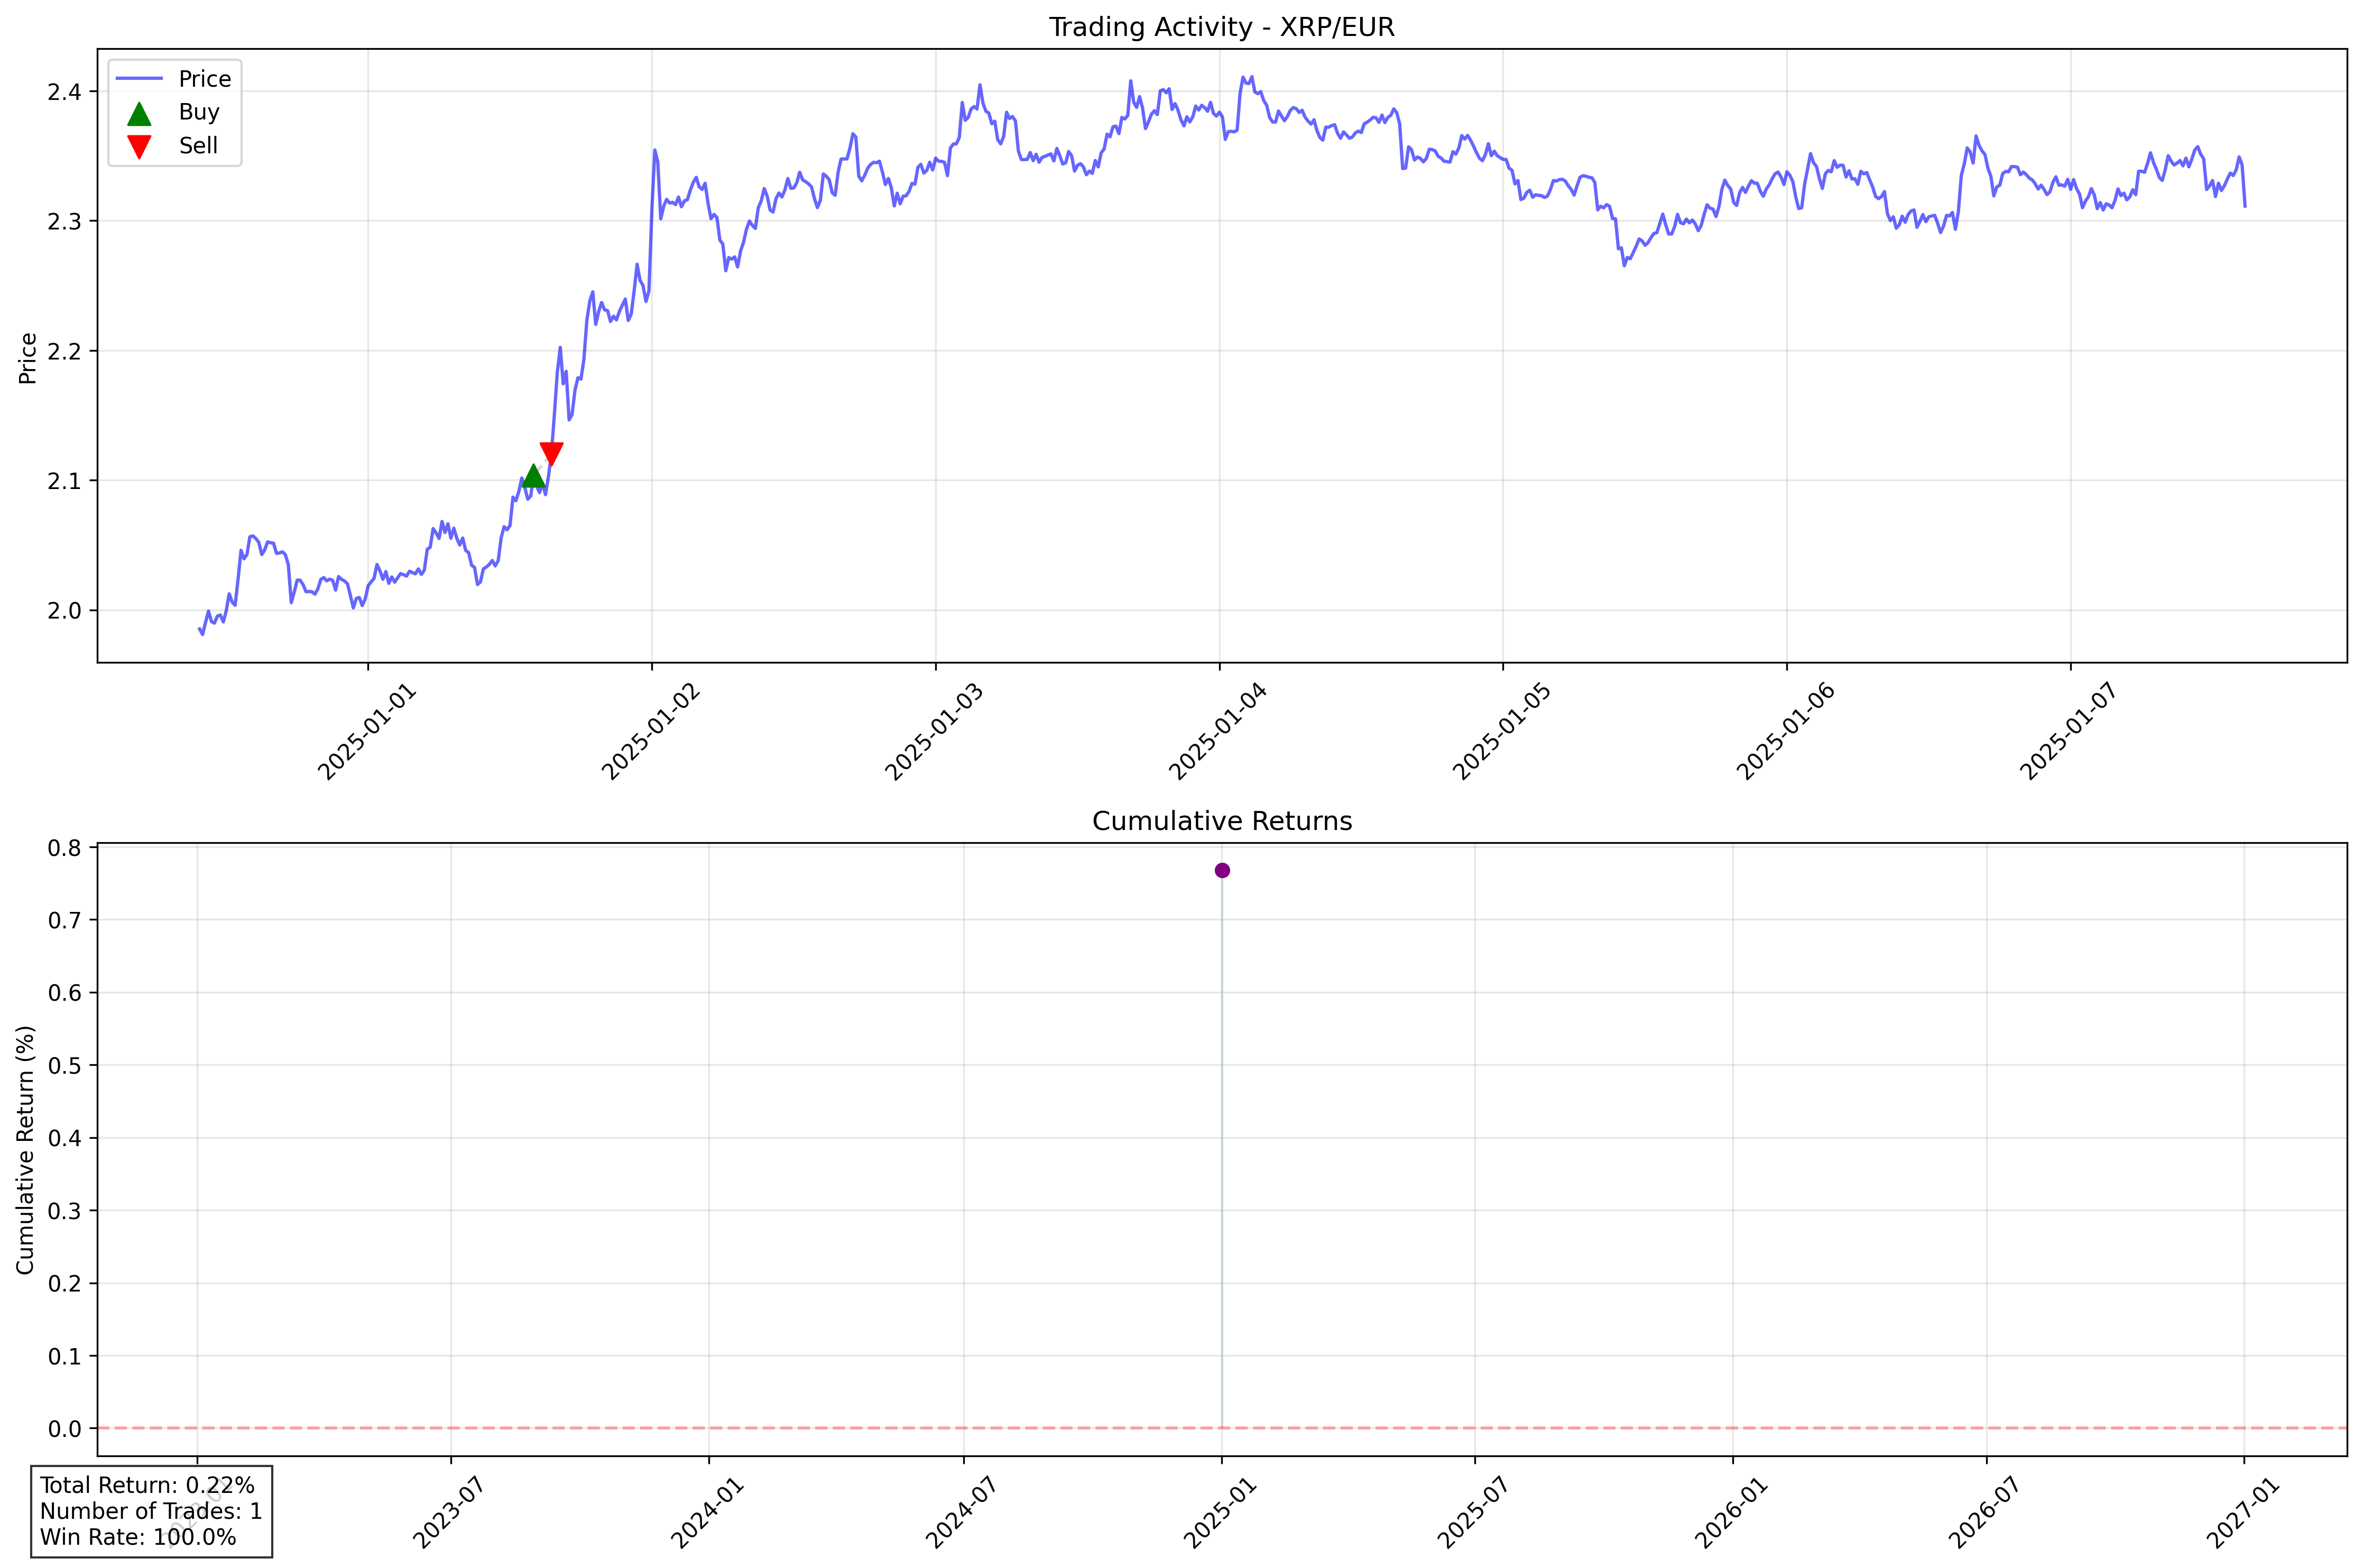 Trading Activity - XRP/EUR
Price
Buy
Sell
Price
2.4
2.3
2.2
2.1
2.0
2025-01-01
2025-01-02
2025-01-03
2025-01-04
2025-01-05
2025-01-06
2025-01-07
Cumulative Returns
Cumulative Return (%)
0.8
0.7
0.6
0.5
0.4
0.3
0.2
0.1
0.0
2023-07
2024-01
2024-07
2025-01
2025-07
2026-01
2026-07
2027-01
Total Return: 0.22%
Number of Trades: 1
Win Rate: 100.0%